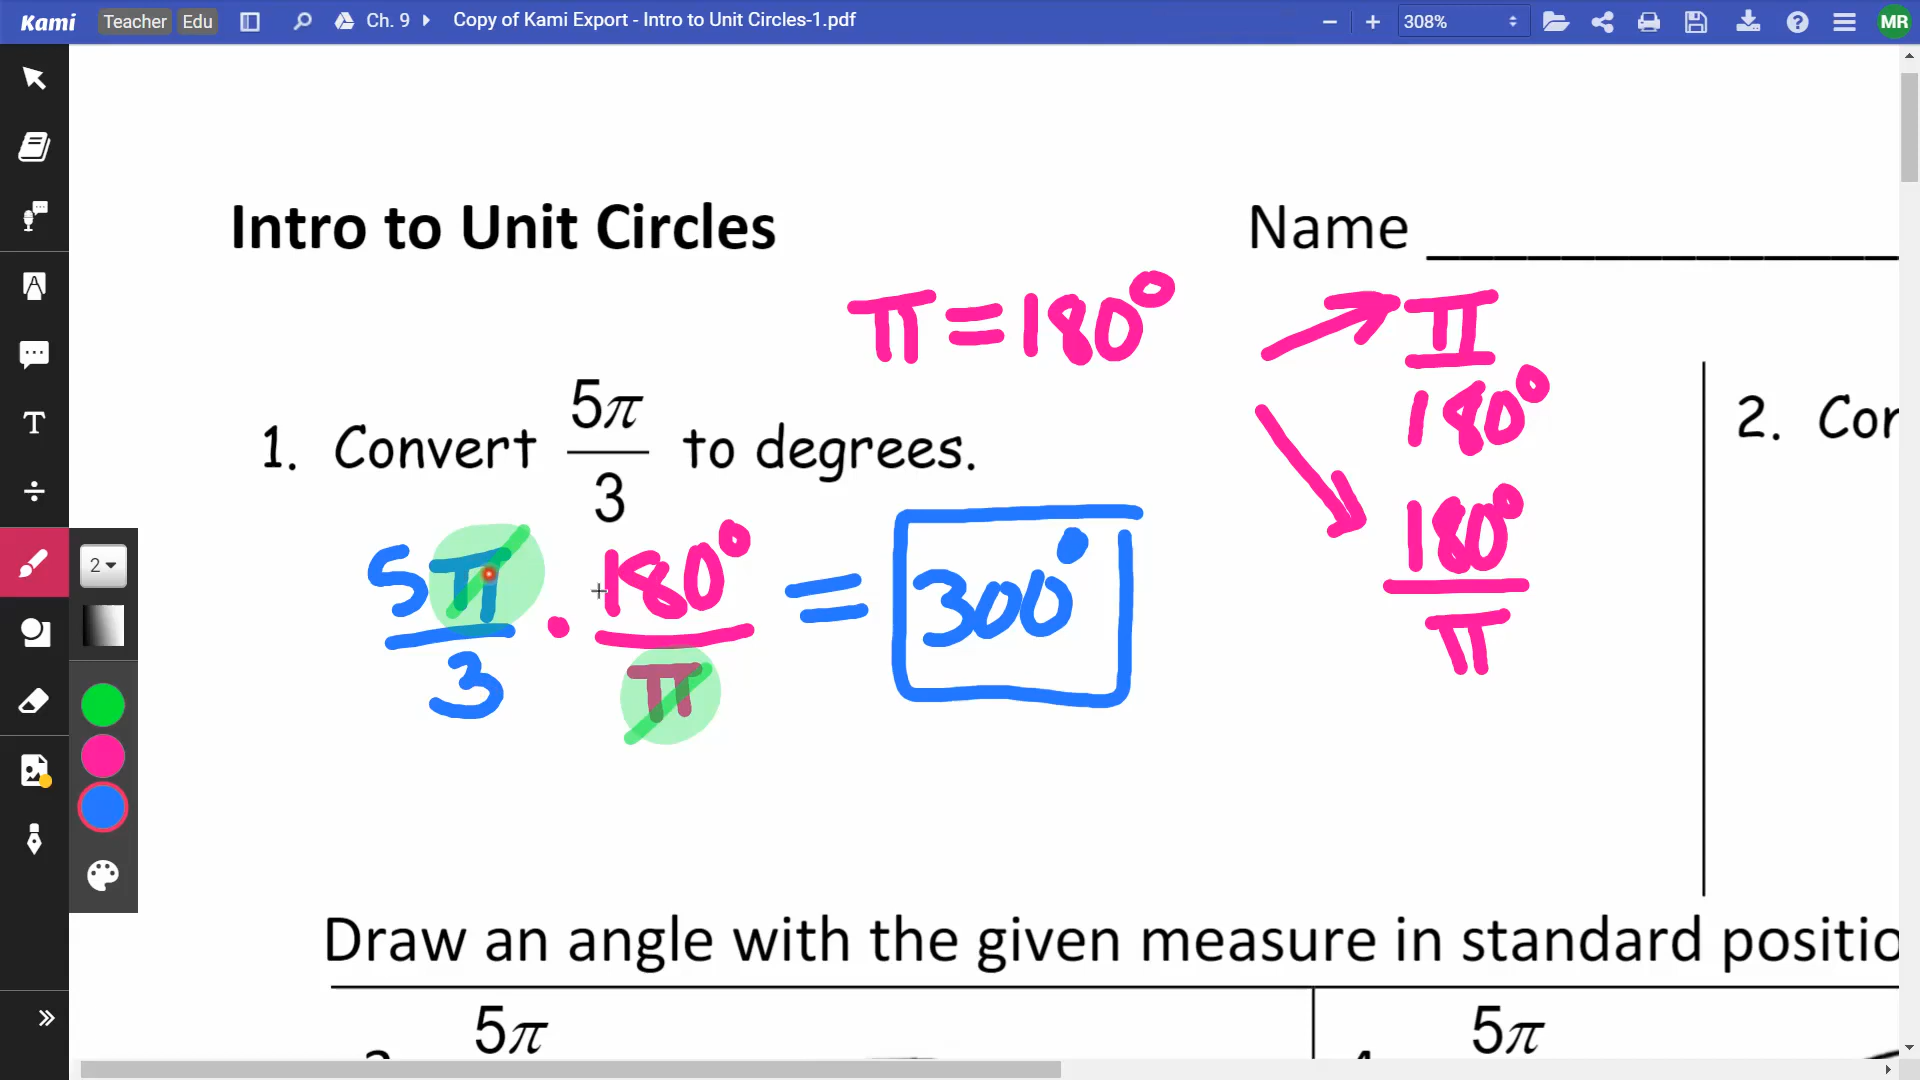 Kami Teacher Edu Ch. 9 Copy of Kami Export - Intro to Unit Circles-1.pdf 308% MR
Intro to Unit Circles
Name ________________
π = 180° π/180°
1. Convert 5π/3 to degrees.
2. Cor
5π/3 · 180°/π = 300° 180°/π
2
Draw an angle with the given measure in standard positio
5π
5π